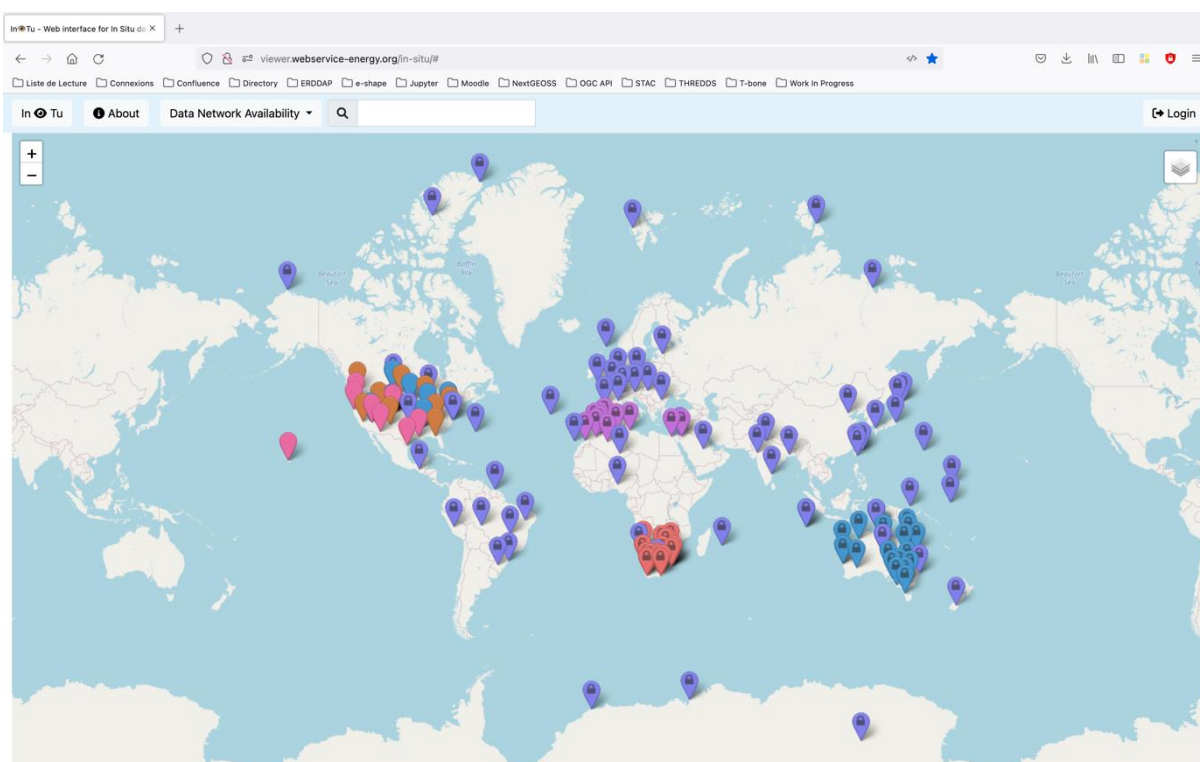 In👁Tu - Web interface for In Situ da
viewer.webservice-energy.org/in-situ/#
Liste de Lecture Connexions Confluence Directory ERDDAP e-shape Jupyter Moodle NextGEOSS OGC API STAC THREDDS T-bone Work In Progress
In 👁 Tu About Data Network Availability Login
+
−
Beaufort Sea
Baffin Bay
Beaufort Sea